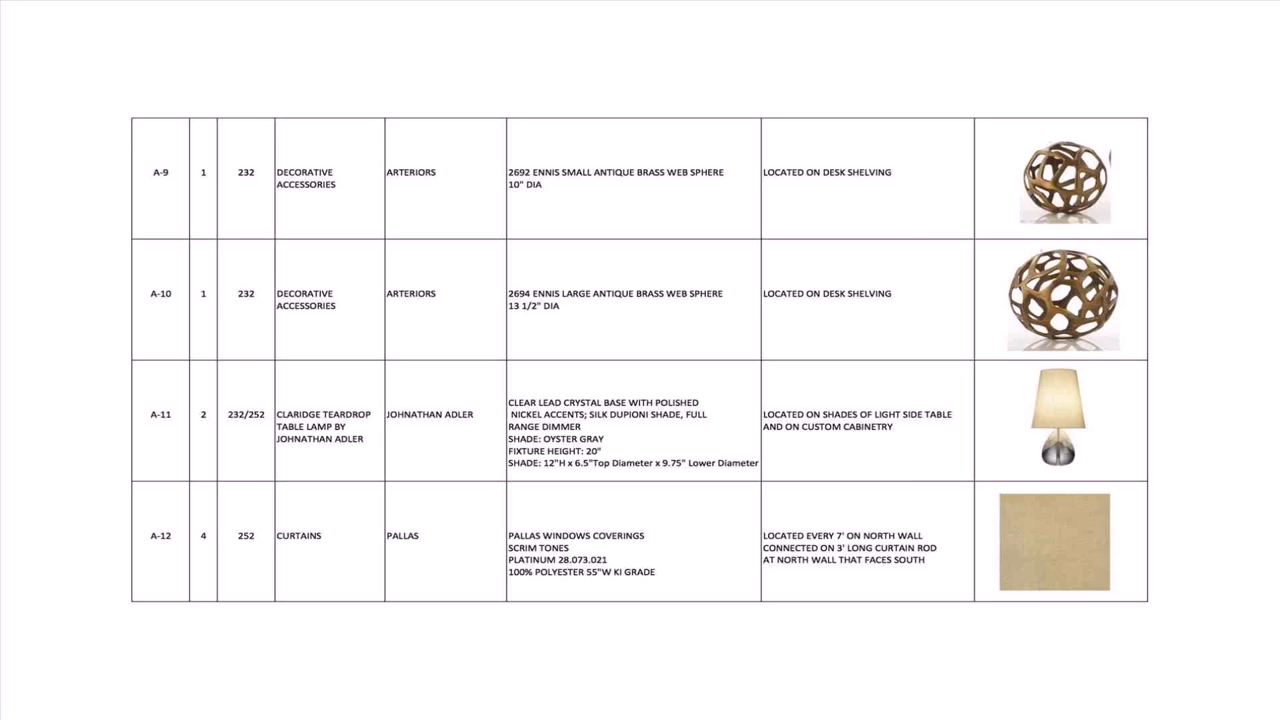 A-9 1 232 DECORATIVE ACCESSORIES ARTERIORS 2692 ENNIS SMALL ANTIQUE BRASS WEB SPHERE 10" DIA LOCATED ON DESK SHELVING
A-10 1 232 DECORATIVE ACCESSORIES ARTERIORS 2694 ENNIS LARGE ANTIQUE BRASS WEB SPHERE 13 1/2" DIA LOCATED ON DESK SHELVING
A-11
2
232/252
CLARIDGE TEARDROP
TABLE LAMP BY
JOHNATHAN ADLER
JOHNATHAN ADLER
CLEAR LEAD CRYSTAL BASE WITH POLISHED
NICKEL ACCENTS; SILK DUPIONI SHADE, FULL
RANGE DIMMER
SHADE: OYSTER GRAY
FIXTURE HEIGHT: 20"
SHADE: 12"H x 6.5"Top Diameter x 9.75" Lower Diameter
LOCATED ON SHADES OF LIGHT SIDE TABLE
AND ON CUSTOM CABINETRY
A-12
4
252
CURTAINS
PALLAS
PALLAS WINDOWS COVERINGS
SCRIM TONES
PLATINUM 28.073.021
100% POLYESTER 55"W KI GRADE
LOCATED EVERY 7' ON NORTH WALL
CONNECTED ON 3' LONG CURTAIN ROD
AT NORTH WALL THAT FACES SOUTH